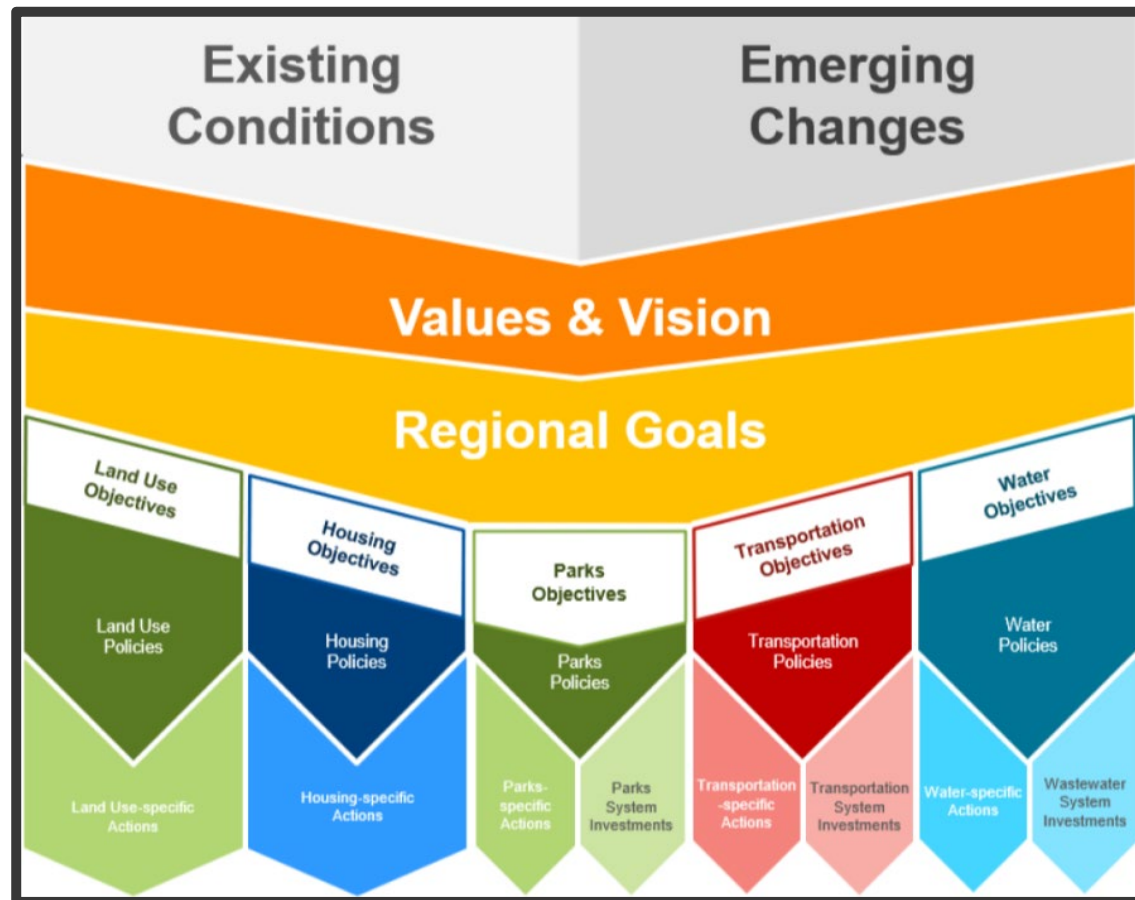 Existing
Conditions
Emerging
Changes
Values & Vision
Regional Goals
Land Use
Objectives
Housing
Objectives
Parks
Objectives
Transportation
Objectives
Water
Objectives
Land Use
Policies
Housing
Policies
Parks
Policies
Transportation
Policies
Water
Policies
Land Use-specific
Actions
Housing-specific
Actions
Parks-
specific
Actions
Parks
System
Investments
Transportation
-specific
Actions
Transportation
System
Investments
Water-specific
Actions
Wastewater
System
Investments